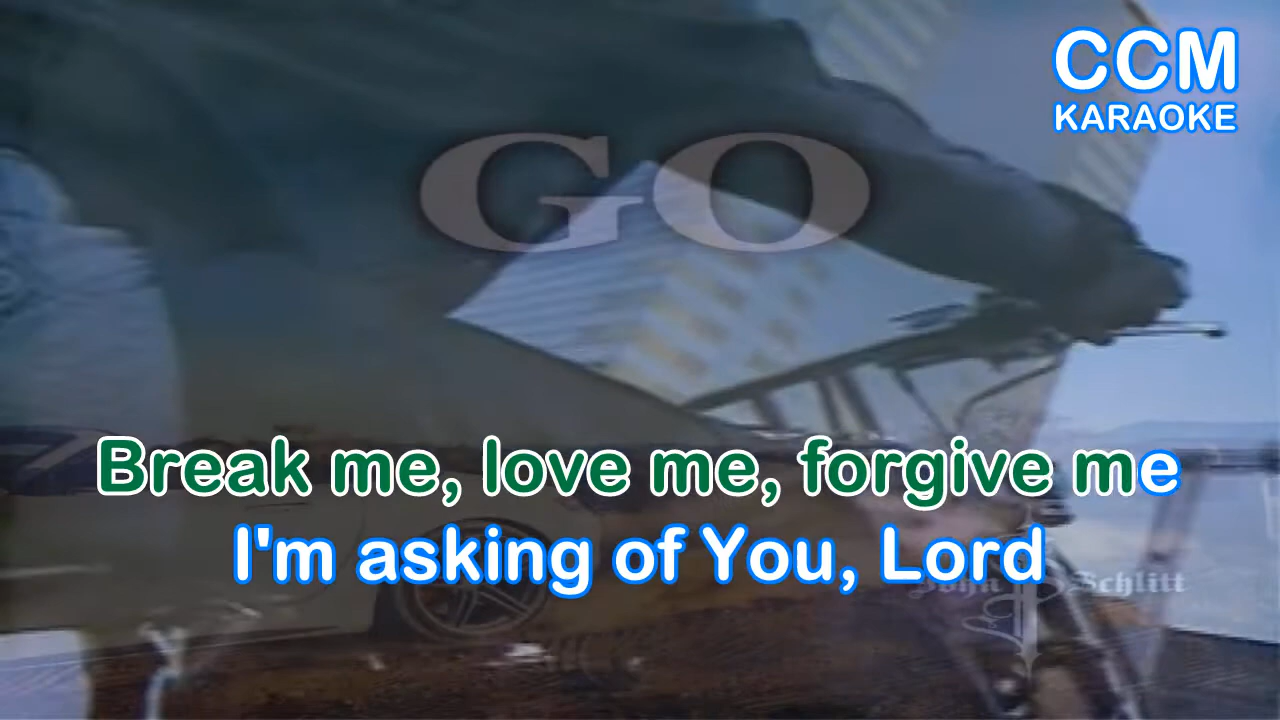 CCM
KARAOKE
GO
Break me, love me, forgive me
I'm asking of You, Lord
John Schlitt